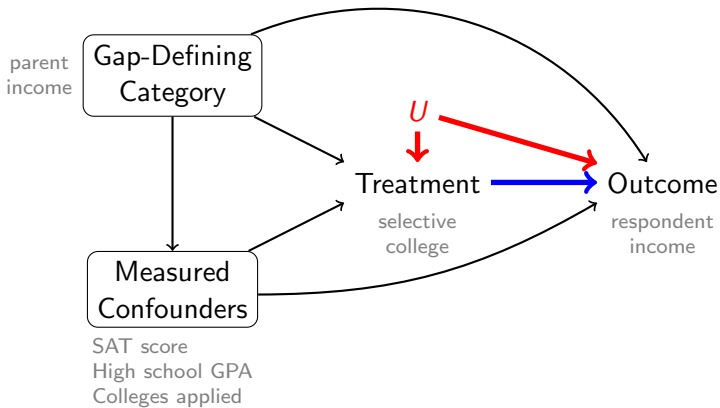 parent
income
Gap-Defining
Category
U
Treatment
selective
college
Outcome
respondent
income
Measured
Confounders
SAT score
High school GPA
Colleges applied